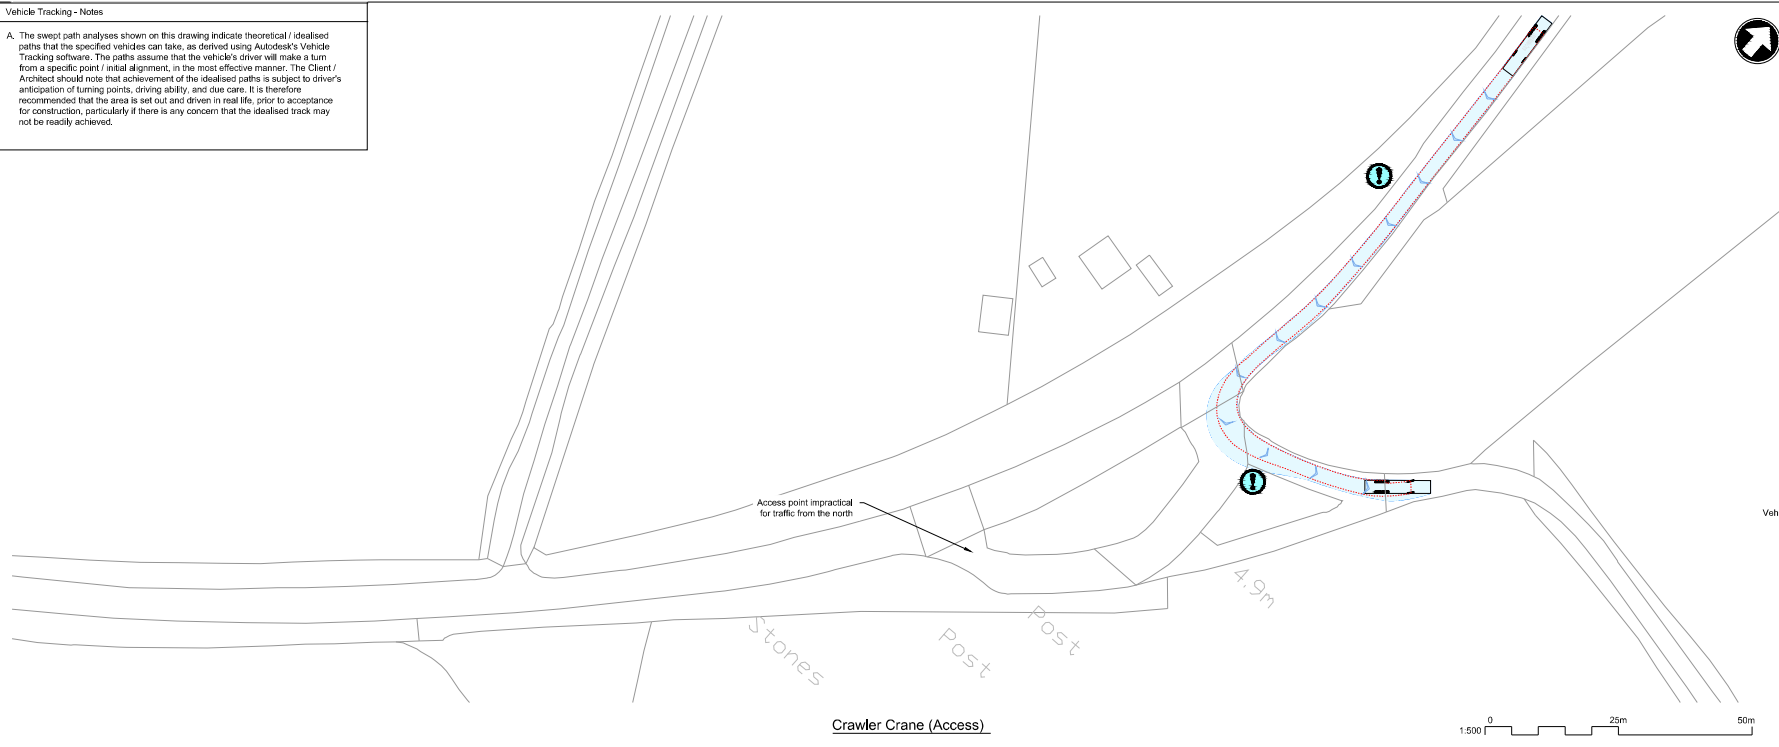 Vehicle Tracking - Notes
A. The swept path analyses shown on this drawing indicate theoretical / idealised
paths that the specified vehicles can take, as derived using Autodesk's Vehicle
Tracking software. The paths assume that the vehicle's driver will make a turn
from a specific point / initial alignment, in the most effective manner. The Client /
Architect should note that achievement of the idealised paths is subject to driver's
anticipation of turning points, driving ability, and due care. It is therefore
recommended that the area is set out and driven in real life, prior to acceptance
for construction, particularly if there is any concern that the idealised track may
not be readily achieved.
Access point impractical
for traffic from the north
Veh
4.9m
Post
Post
Stones
Crawler Crane (Access)
1:500
0
25m
50m